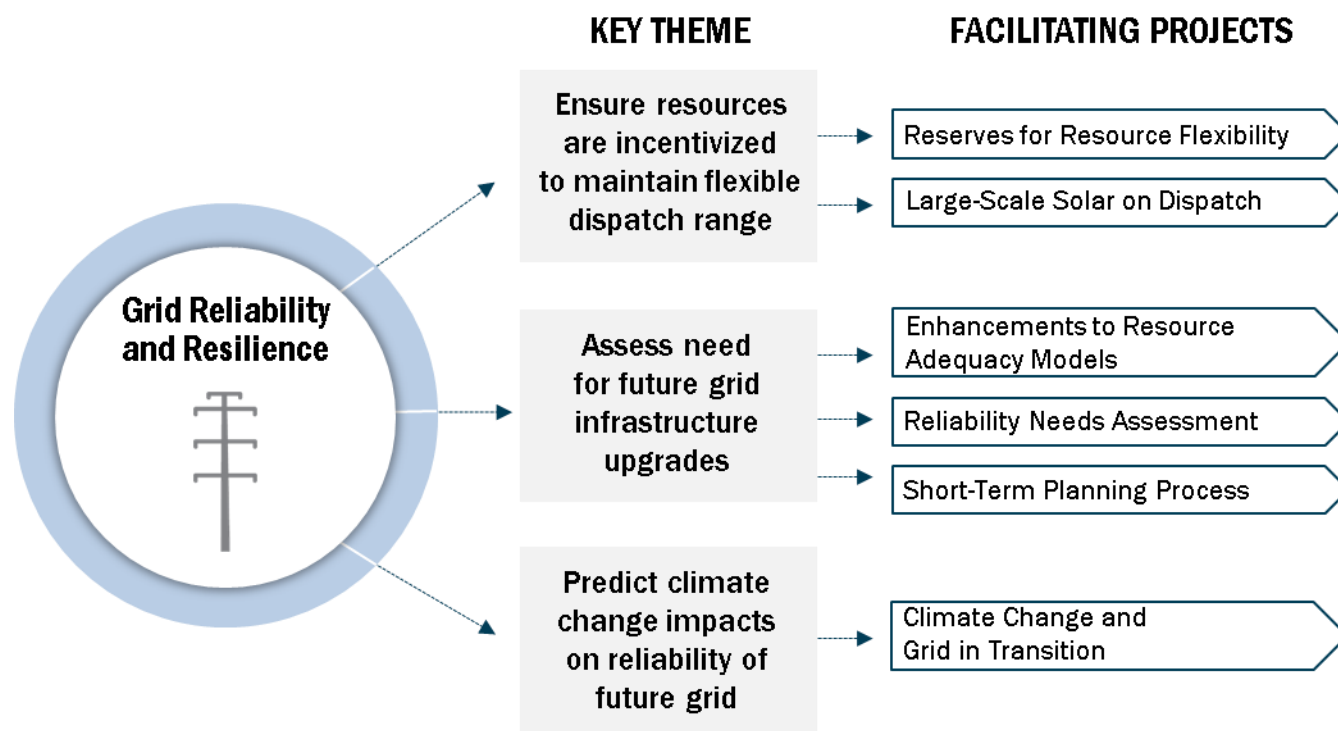 KEY THEME
FACILITATING PROJECTS
Grid Reliability
and Resilience
Ensure resources
are incentivized
to maintain flexible
dispatch range
Reserves for Resource Flexibility
Large-Scale Solar on Dispatch
Assess need
for future grid
infrastructure
upgrades
Enhancements to Resource
Adequacy Models
Reliability Needs Assessment
Short-Term Planning Process
Predict climate
change impacts
on reliability of
future grid
Climate Change and
Grid in Transition